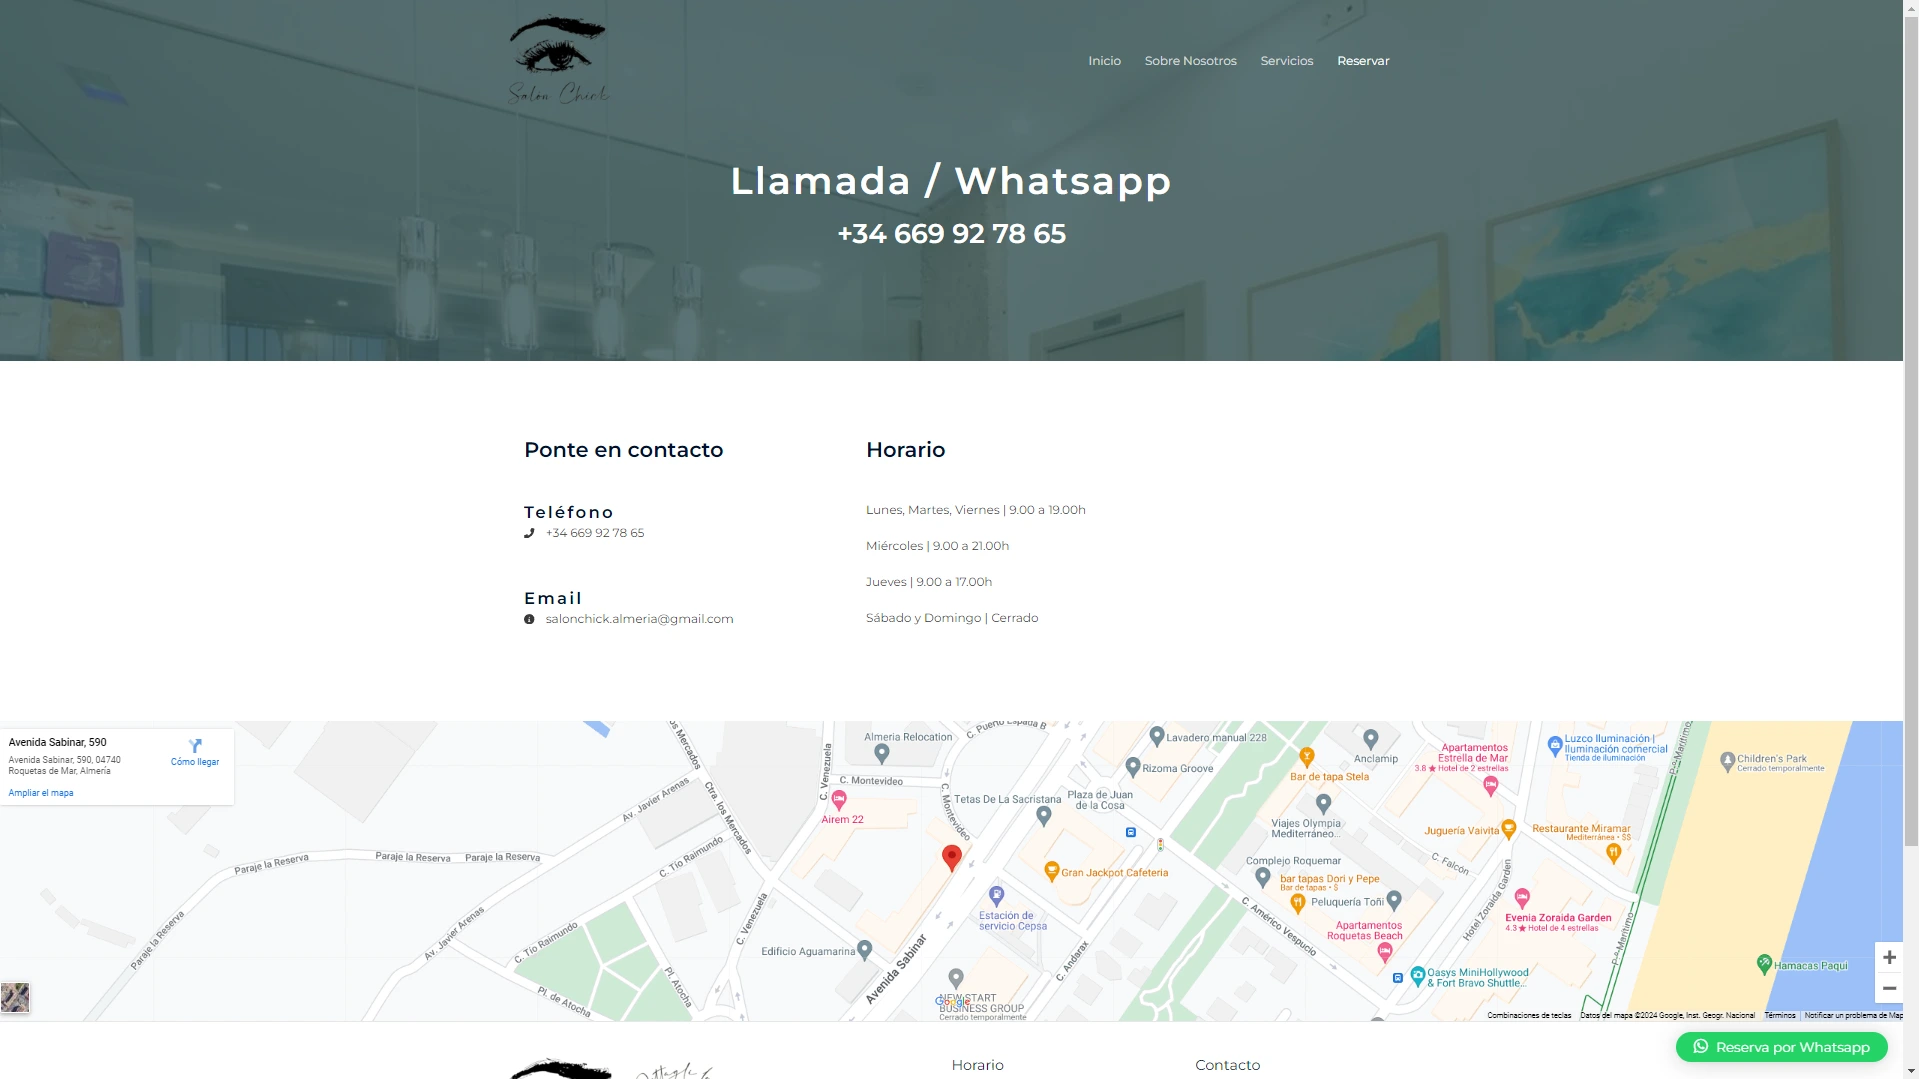 Salon Chick
Inicio
Sobre Nosotros
Servicios
Reservar
Llamada / Whatsapp
+34 669 92 78 65
Ponte en contacto
Teléfono
+34 669 92 78 65
Email
salonchick.almeria@gmail.com
Horario
Lunes, Martes, Viernes | 9.00 a 19.00h
Miércoles | 9.00 a 21.00h
Jueves | 9.00 a 17.00h
Sábado y Domingo | Cerrado
Avenida Sabinar, 590
Avenida Sabinar, 590, 04740
Roquetas de Mar, Almería
Cómo llegar
Ampliar el mapa
Paraje la Reserva
Paraje la Reserva
Paraje la Reserva
Paraje la Reserva
Av. Javier Arenas
Av. Javier Arenas
Ctra. los Mercados
los Mercados
C. Tío Raimundo
C. Tío Raimundo
Pl. de Atocha
Pl. Atocha
C. Venezuela
C. Venezuela
Almeria Relocation
C. Puerto Espada B
C. Montevideo
C. Montevideo
Airem 22
Edificio Aguamarina
Avenida Sabinar
Tetas De La Sacristana
Lavadero manual 228
Rizoma Groove
Plaza de Juan
de la Cosa
Gran Jackpot Cafeteria
Estación de
servicio Cepsa
NEW START
BUSINESS GROUP
Cerrado temporalmente
Google
C. Andarax
Bar de tapa Stela
Anclamip
Viajes Olympia
Mediterráneo...
Complejo Roquemar
bar tapas Dori y Pepe
Bar de tapas • $
Peluquería Toñi
C. Américo Vespucio
Apartamentos
Roquetas Beach
Apartamentos
Estrella de Mar
3.8 ★ Hotel de 2 estrellas
Luzco Iluminación |
Iluminación comercial
Tienda de iluminación
Juguería Vaivita
Restaurante Miramar
Mediterránea • $$
C. Falcón
Hotel Zoraida Garden
Evenia Zoraida Garden
4.3 ★ Hotel de 4 estrellas
Oasys MiniHollywood
& Fort Bravo Shuttle...
P.º Marítimo
P.º Marítimo
Children's Park
Cerrado temporalmente
Hamacas Paqui
Combinaciones de teclas
Datos del mapa ©2024 Google, Inst. Geogr. Nacional
Términos
Notificar un problema de Map
Reserva por Whatsapp
Horario
Contacto